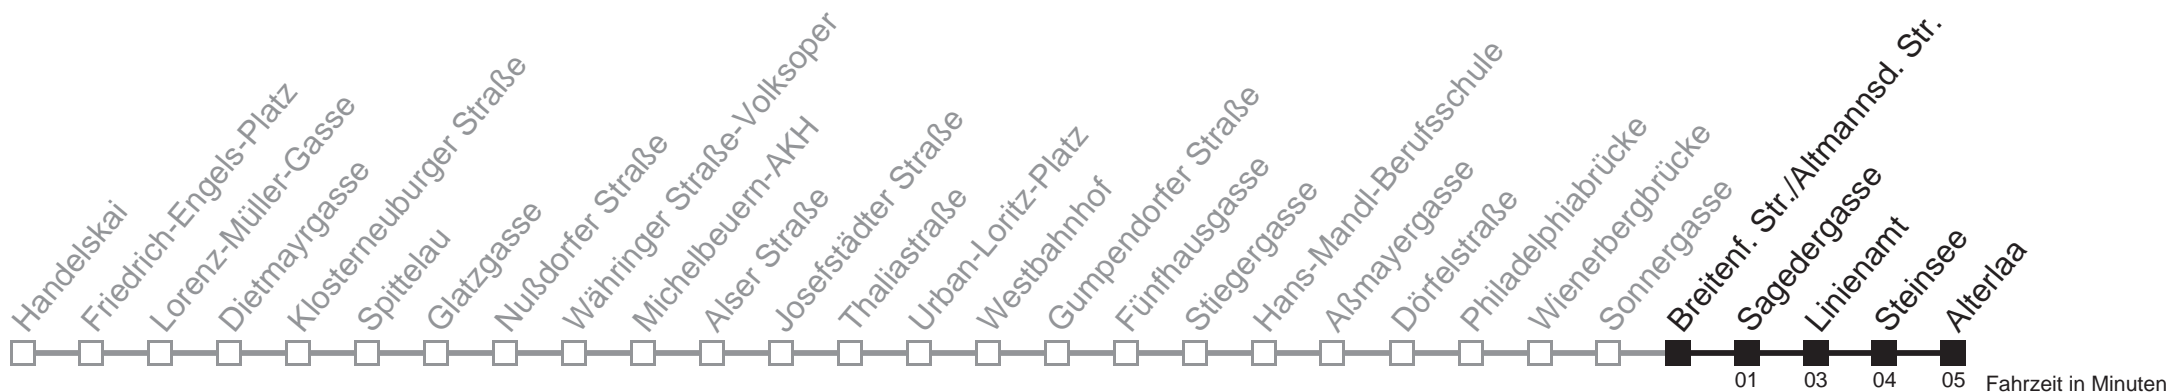 Handelskai
Friedrich-Engels-Platz
Lorenz-Müller-Gasse
Dietmayrgasse
Klosterneuburger Straße
Spittelau
Glatzgasse
Nußdorfer Straße
Währinger Straße-Volksoper
Michelbeuern-AKH
Alser Straße
Josefstädter Straße
Thaliastraße
Urban-Loritz-Platz
Westbahnhof
Gumpendorfer Straße
Fünfhausgasse
Stiegergasse
Hans-Mandl-Berufsschule
Aßmayergasse
Dörfelstraße
Philadelphiabrücke
Wienerbergbrücke
Sonnergasse
Breitenf. Str./Altmannsd. Str.
Sagedergasse
Linienamt
Steinsee
Alterlaa
01 03 04 05 Fahrzeit in Minuten